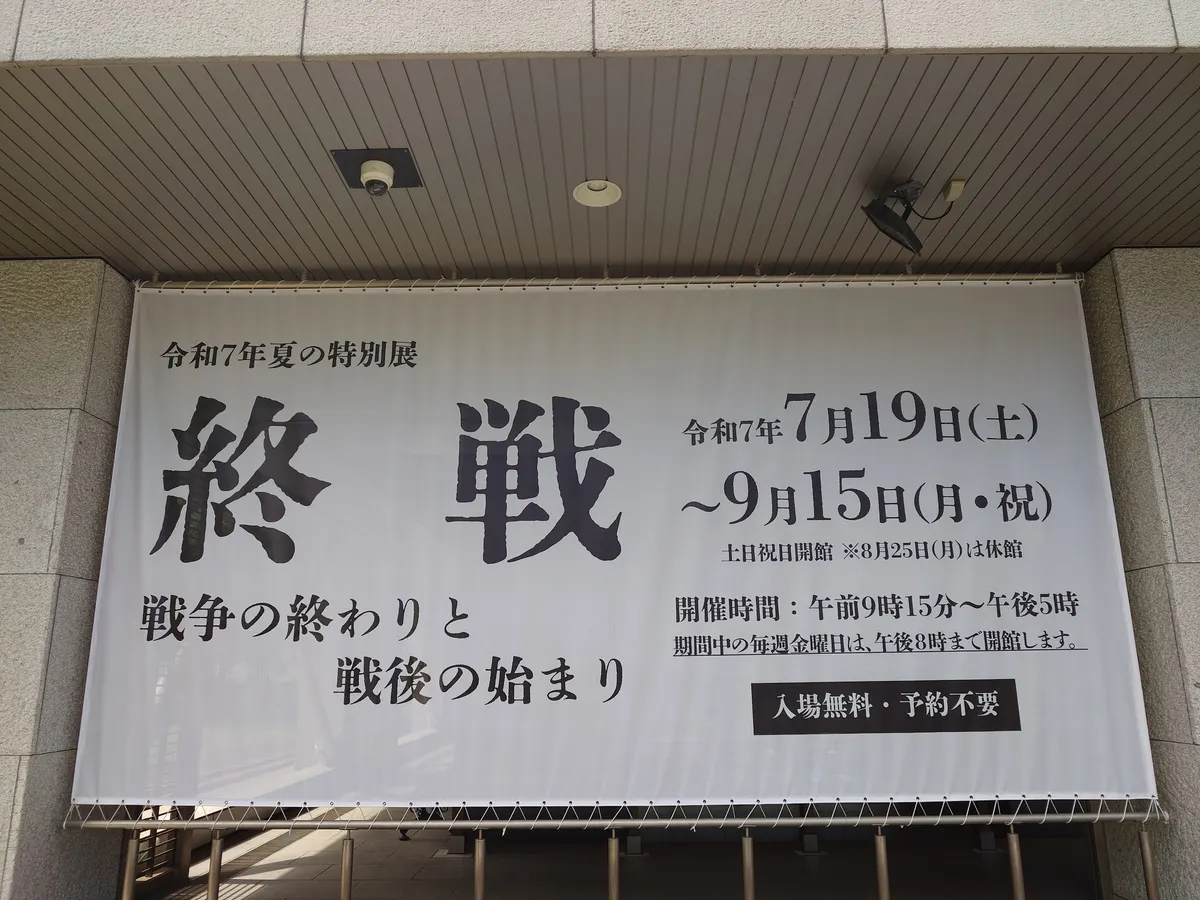 令和7年夏の特別展
終戦
戦争の終わりと
戦後の始まり
令和7年7月19日(土)
～9月15日(月・祝)
土日祝日開館 ※8月25日(月)は休館
開催時間：午前9時15分～午後5時
期間中の毎週金曜日は、午後8時まで開館します。
入場無料・予約不要